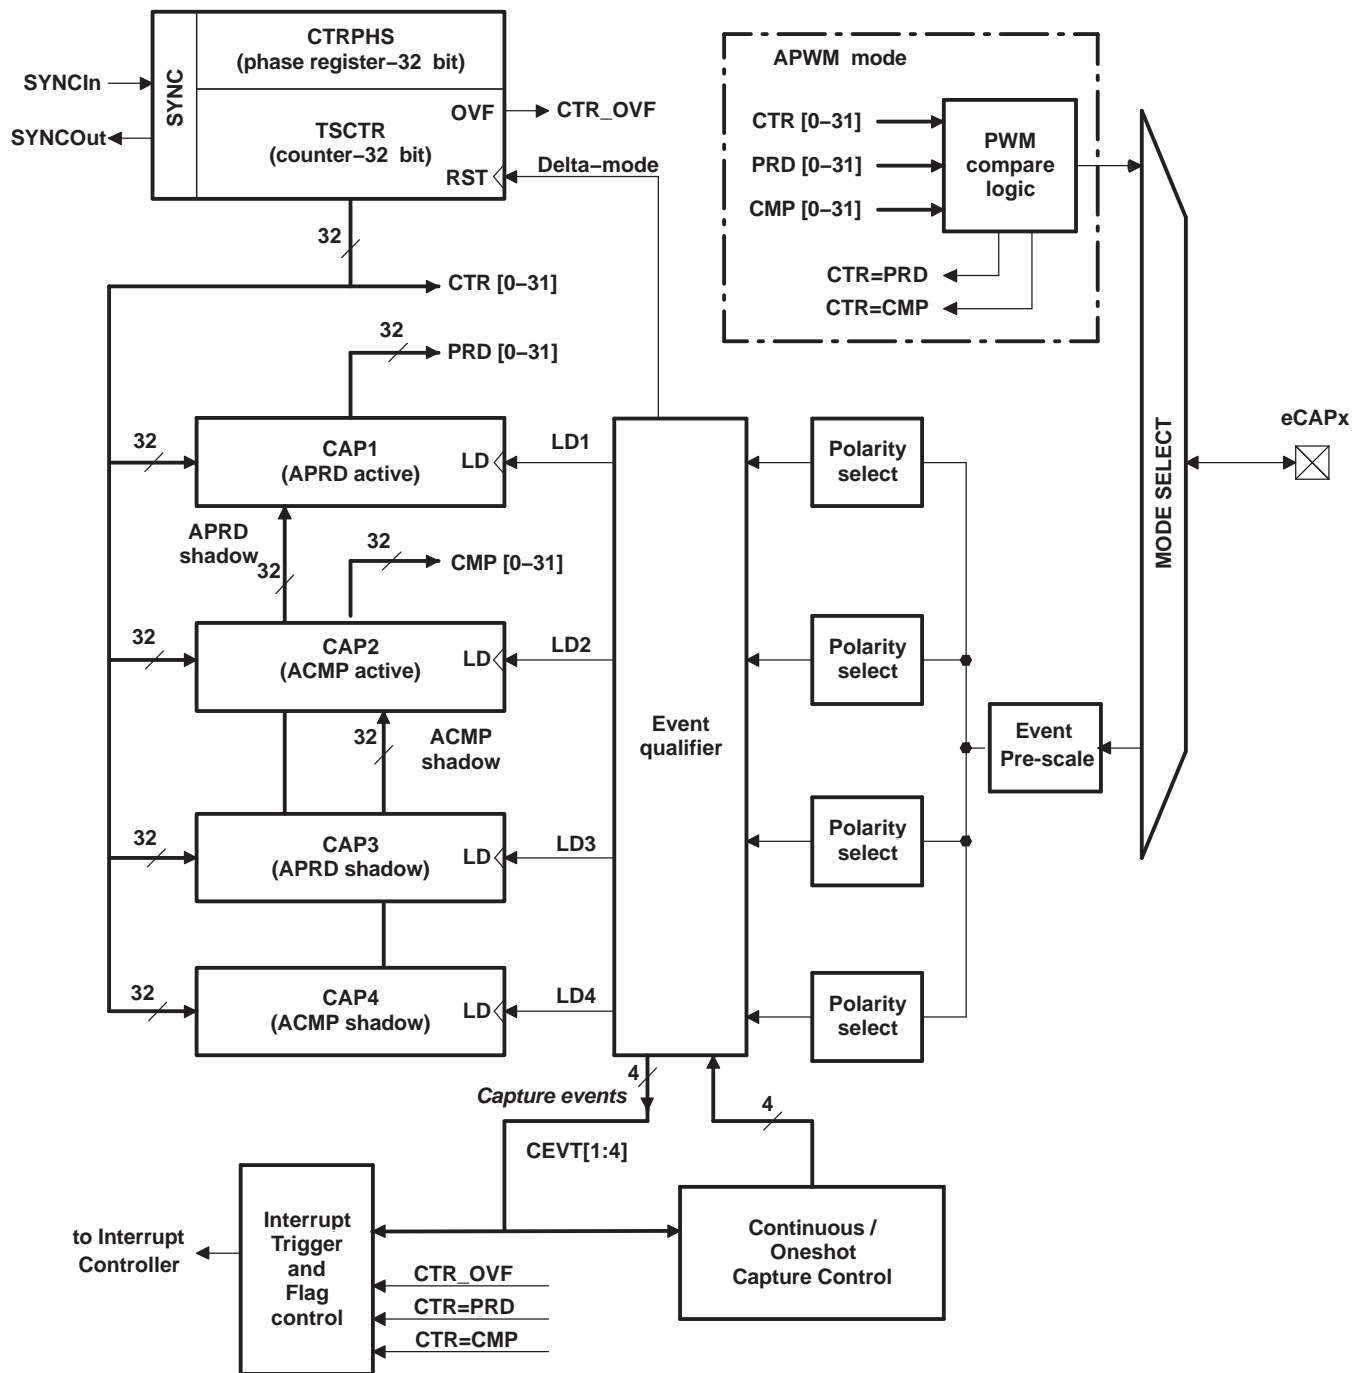 CTRPHS
(phase register−32 bit)
SYNC
SYNCIn
SYNCOut
OVF
CTR_OVF
TSCTR
(counter−32 bit)
RST
Delta−mode
APWM mode
CTR [0−31]
PRD [0−31]
CMP [0−31]
PWM
compare
logic
CTR=PRD
CTR=CMP
32
CTR [0−31]
32
PRD [0−31]
32
CAP1
(APRD active)
LD
LD1
Polarity
select
eCAPx
MODE SELECT
APRD
shadow
32
32
CMP [0−31]
32
CAP2
(ACMP active)
LD
LD2
Polarity
select
32
ACMP
shadow
Event
qualifier
Event
Pre-scale
32
CAP3
(APRD shadow)
LD
LD3
Polarity
select
32
CAP4
(ACMP shadow)
LD
LD4
Polarity
select
4
Capture events
4
CEVT[1:4]
to Interrupt
Controller
Interrupt
Trigger
and
Flag
control
CTR_OVF
CTR=PRD
CTR=CMP
Continuous /
Oneshot
Capture Control